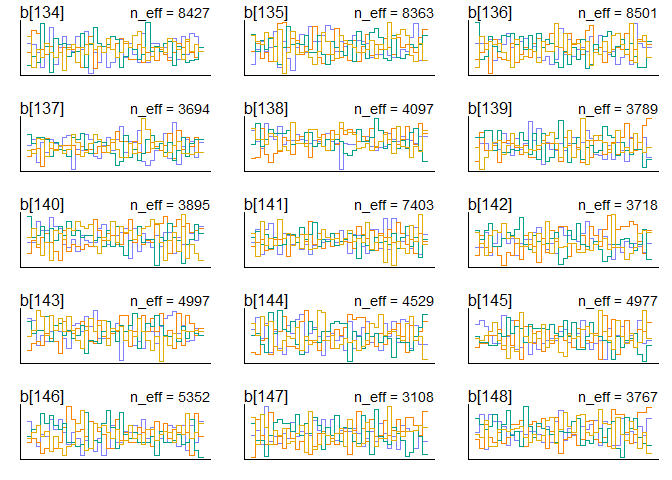 b[134] n_eff = 8427 b[135] n_eff = 8363 b[136] n_eff = 8501
b[137] n_eff = 3694 b[138] n_eff = 4097 b[139] n_eff = 3789
b[140] n_eff = 3895 b[141] n_eff = 7403 b[142] n_eff = 3718
b[143] n_eff = 4997 b[144] n_eff = 4529 b[145] n_eff = 4977
b[146] n_eff = 5352 b[147] n_eff = 3108 b[148] n_eff = 3767